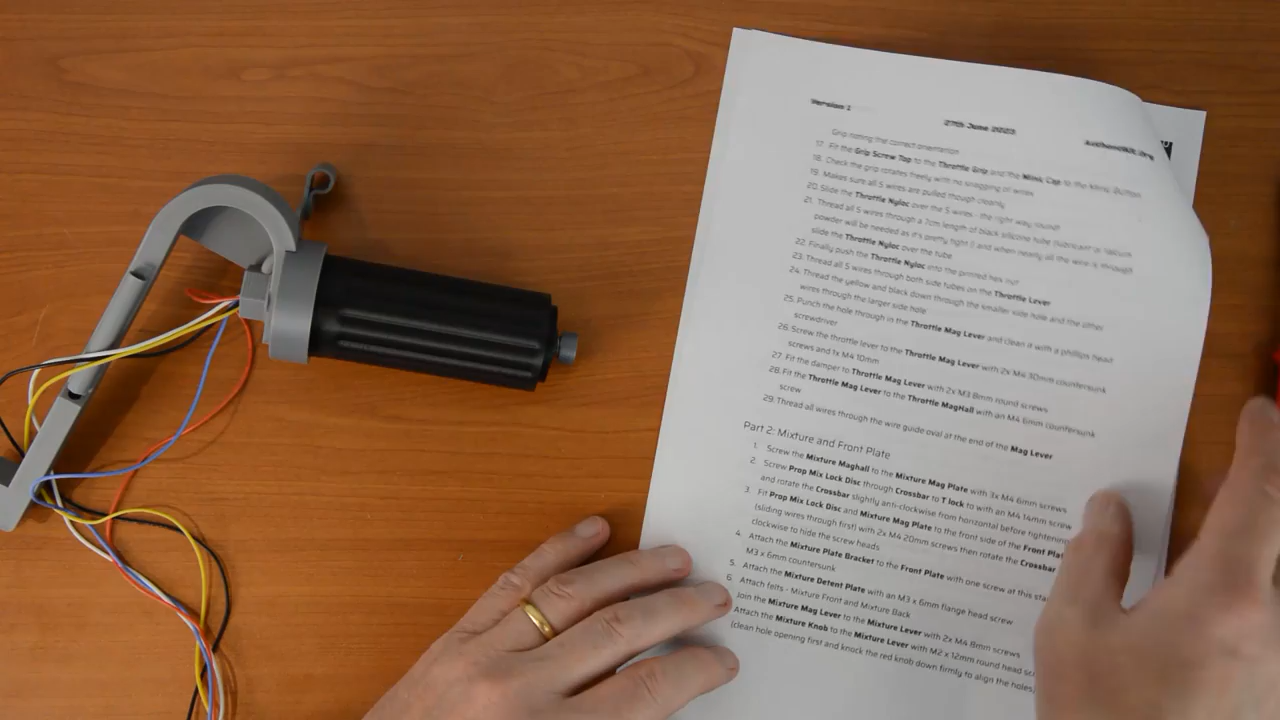 Version 1
27th June 2023
Authentikit.org
Grip noting the correct orientation
17. Fit the Grip Screw Top to the Throttle Grip and the Mimic Cap to the Mimic Button
18. Check the grip rotates freely with no snagging of wires
19. Makes sure all 5 wires are pulled though cleanly
20. Slide the Throttle Nyloc over the 5 wires - the right way round!
21. Thread all 5 wires through a 7cm length of black silicone tube (lubricant ie talcum
powder will be needed as it's pretty tight !) and when nearly all the wire is through
slide the Throttle Nyloc over the tube
22. Finally push the Throttle Nyloc into the printed hex nut
23. Thread all 5 wires through both side tubes on the Throttle Lever
24. Thread the yellow and black down through the smaller side hole and the other
wires through the larger side hole
25. Punch the hole through in the Throttle Mag Lever and clean it with a phillips head
screwdriver
26. Screw the throttle lever to the Throttle Mag Lever with 2x M4 30mm countersunk
screws and 1x M4 10mm
27. Fit the damper to Throttle Mag Lever with 2x M3 8mm round screws
28. Fit the Throttle Mag Lever to the Throttle MagHall with an M4 6mm countersunk
screw
29. Thread all wires through the wire guide oval at the end of the Mag Lever
Part 2: Mixture and Front Plate
1. Screw the Mixture Maghall to the Mixture Mag Plate with 3x M4 6mm screws
2. Screw Prop Mix Lock Disc through Crossbar to T lock to with an M4 14mm screw
and rotate the Crossbar slightly anti-clockwise from horizontal before tightening
3. Fit Prop Mix Lock Disc and Mixture Mag Plate to the front side of the Front
(sliding wires through first) with 2x M4 20mm screws then rotate the Crossbar
clockwise to hide the screw heads
4. Attach the Mixture Plate Bracket to the Front Plate with one screw at this
M3 x 6mm countersunk
5. Attach the Mixture Detent Plate with an M3 x 6mm flange head screw
6. Attach felts - Mixture Front and Mixture Back
Join the Mixture Mag Lever to the Mixture Lever with 2x M4 8mm screws
Attach the Mixture Knob to the Mixture Lever with M2 x 12mm round head
(clean hole opening first and knock the red knob down firmly to align the holes